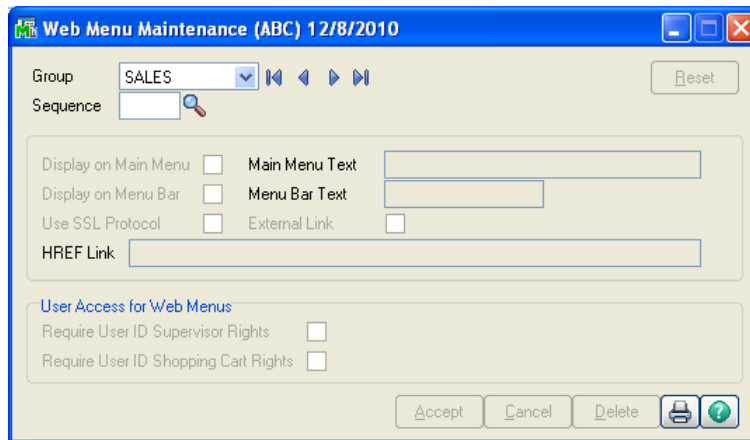 Web Menu Maintenance (ABC) 12/8/2010
Group SALES Reset
Sequence
Display on Main Menu Main Menu Text
Display on Menu Bar Menu Bar Text
Use SSL Protocol External Link
HREF Link
User Access for Web Menus
Require User ID Supervisor Rights
Require User ID Shopping Cart Rights
Accept Cancel Delete